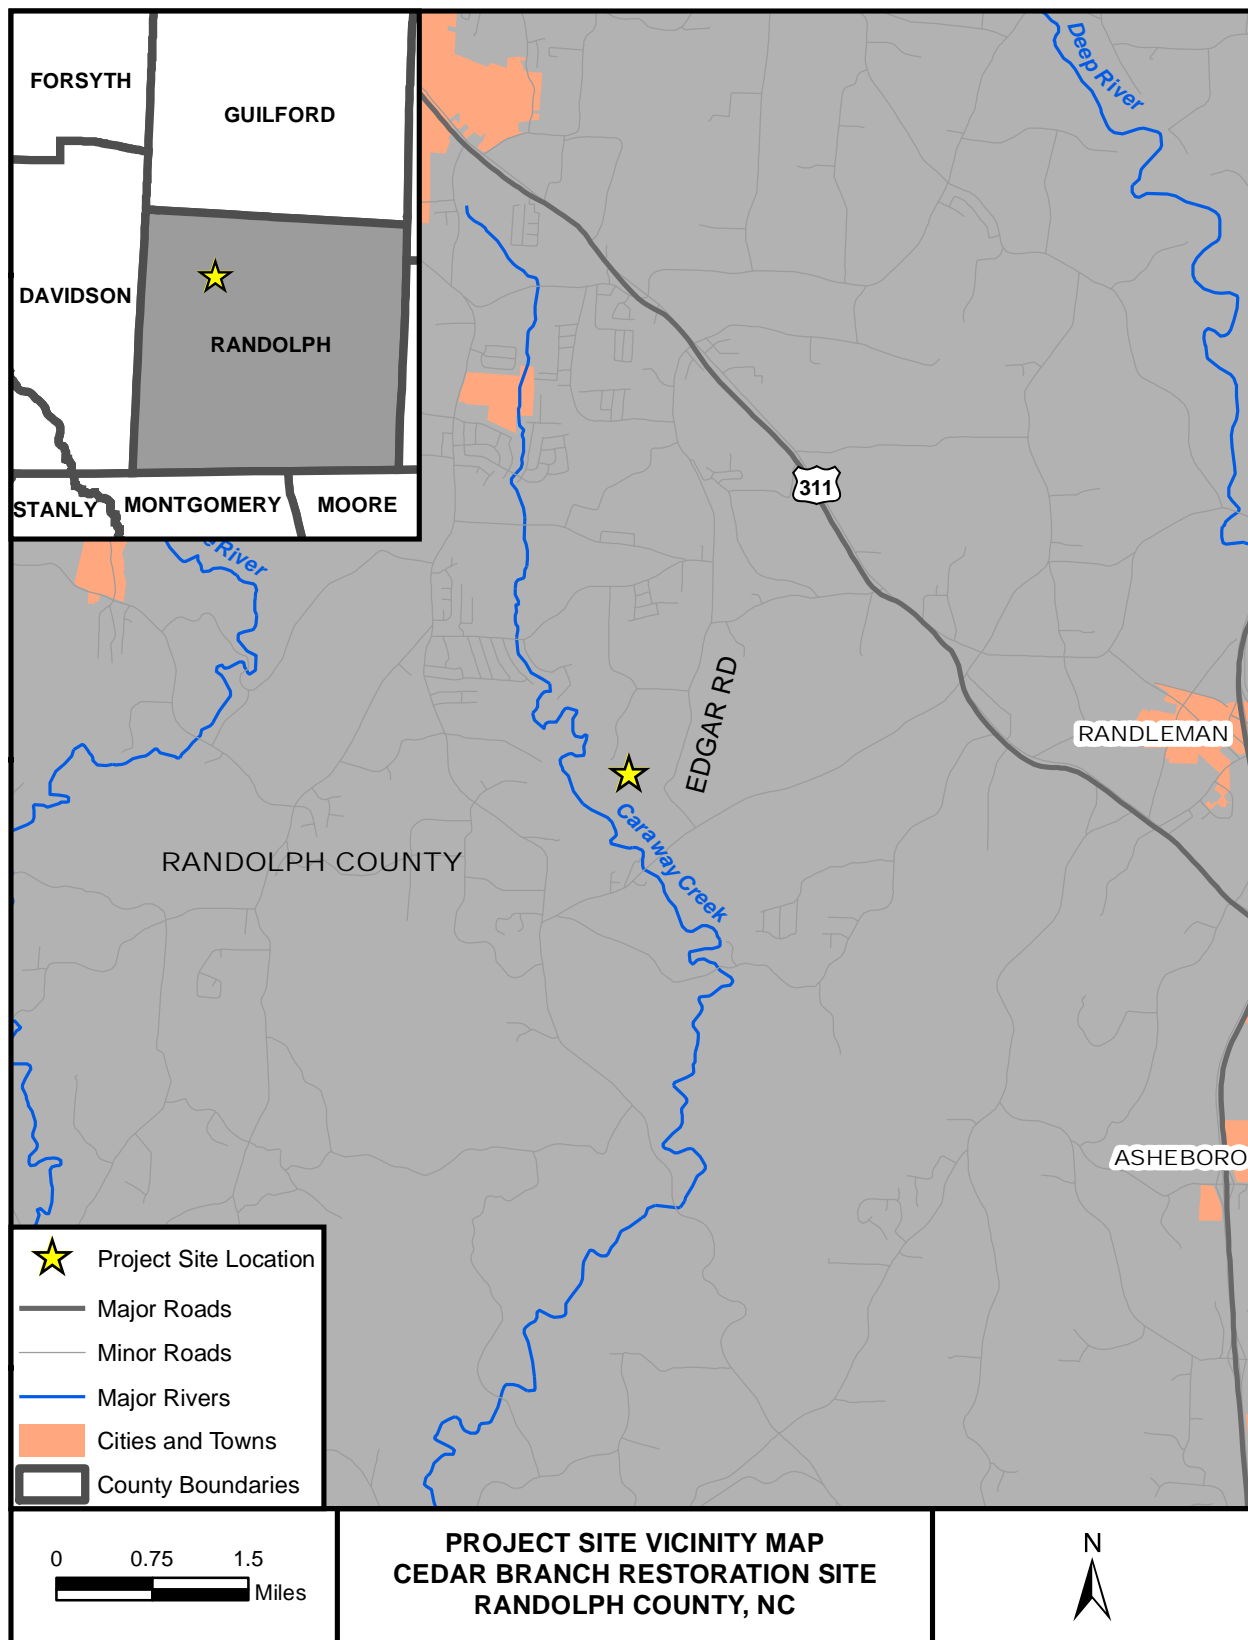 FORSYTH
GUILFORD
DAVIDSON
RANDOLPH
STANLY
MONTGOMERY
MOORE
Deep River
311
River
EDGAR RD
RANDLEMAN
Caraway Creek
RANDOLPH COUNTY
ASHEBORO
Project Site Location
Major Roads
Minor Roads
Major Rivers
Cities and Towns
County Boundaries
0 0.75 1.5
Miles
PROJECT SITE VICINITY MAP
CEDAR BRANCH RESTORATION SITE
RANDOLPH COUNTY, NC
N